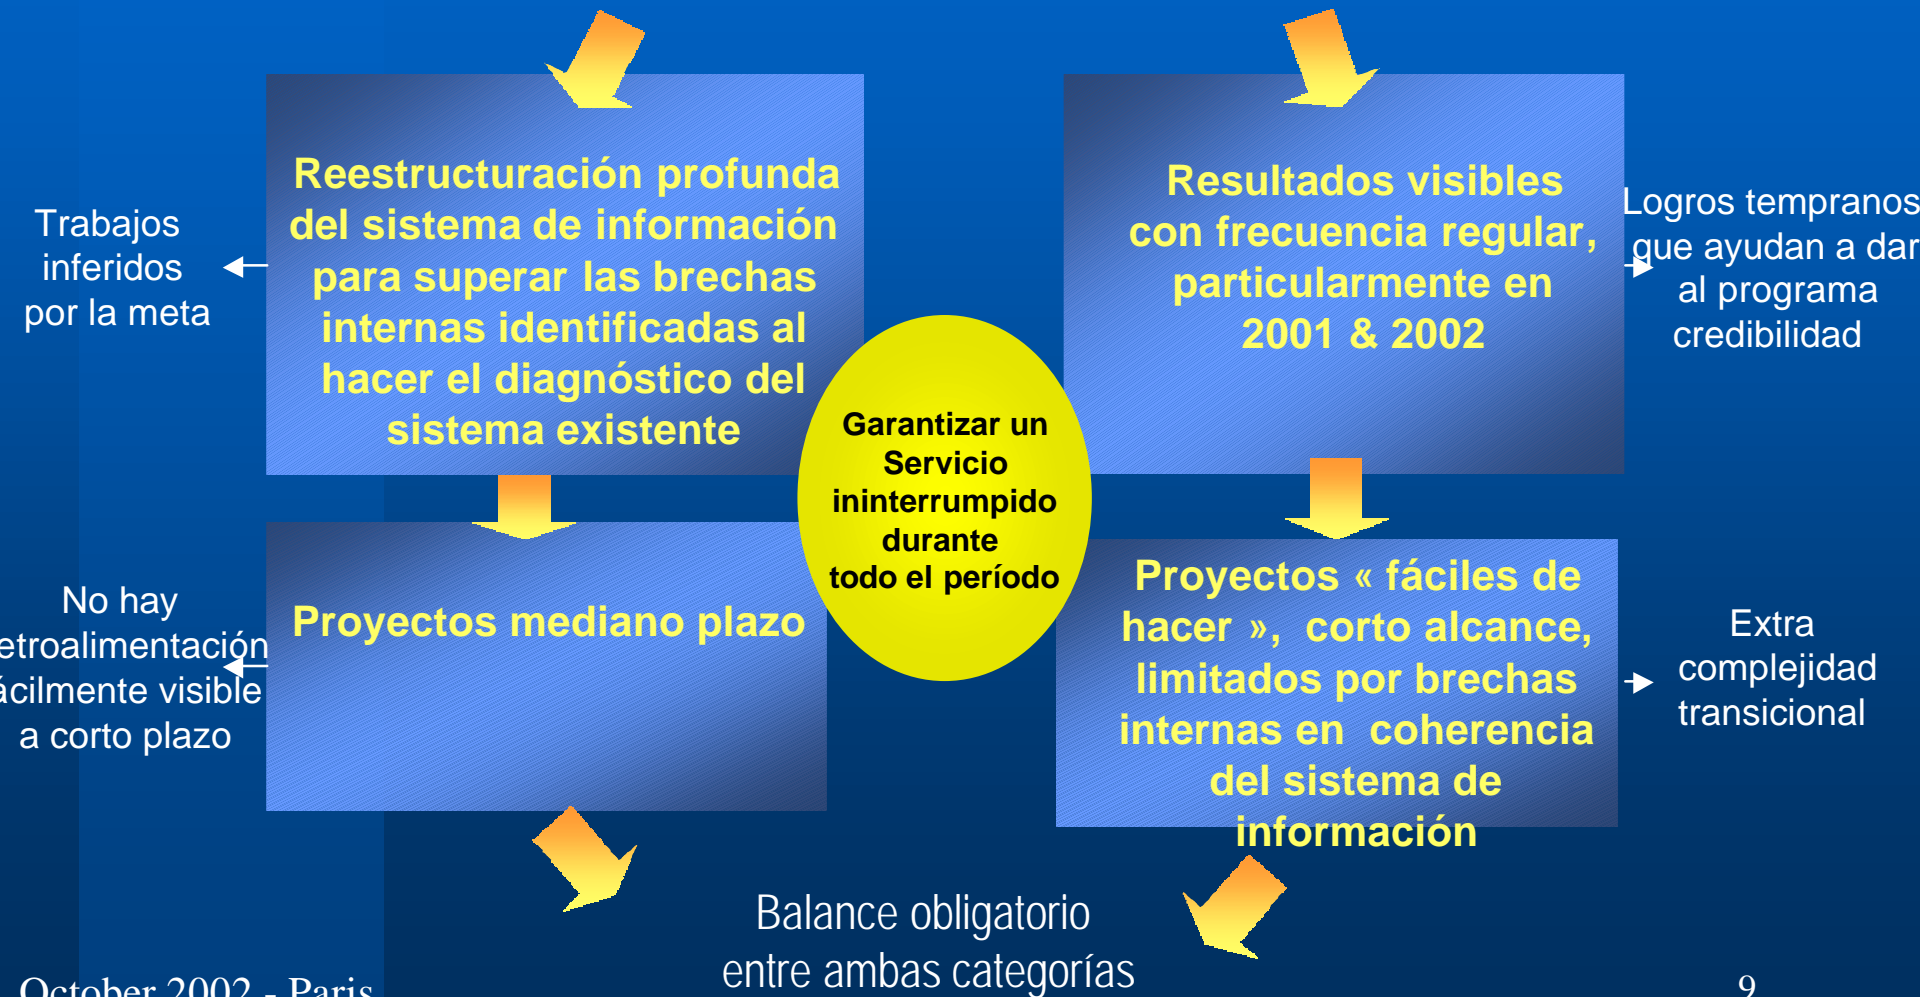 Reestructuración profunda
del sistema de información
para superar las brechas
internas identificadas al
hacer el diagnóstico del
sistema existente
Resultados visibles
con frecuencia regular,
particularmente en
2001 & 2002
Trabajos
inferidos
por la meta
Logros tempranos
que ayudan a dar
al programa
credibilidad
Garantizar un
Servicio
ininterrumpido
durante
todo el período
No hay
etroalimentación
ácilmente visible
a corto plazo
Proyectos mediano plazo
Proyectos « fáciles de
hacer », corto alcance,
limitados por brechas
internas en coherencia
del sistema de
información
Extra
complejidad
transicional
Balance obligatorio
entre ambas categorías
October 2002 - Paris
9